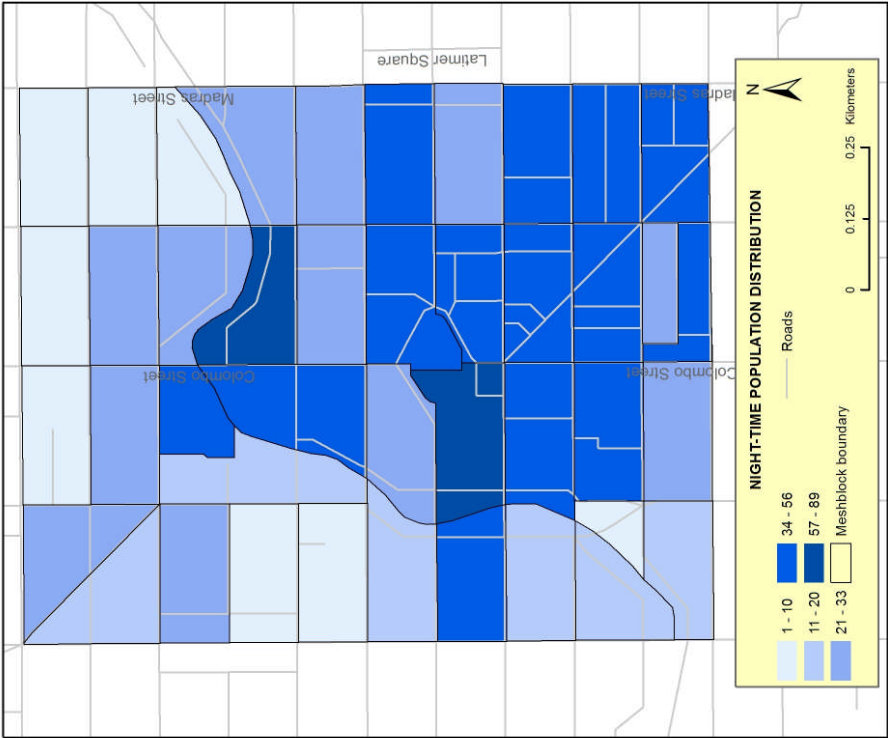 Madras Street
Latimer Square
Madras Street
Colombo Street
Colombo Street
NIGHT-TIME POPULATION DISTRIBUTION
1 - 10
11 - 20
21 - 33
34 - 56
57 - 89
Meshblock boundary
Roads
N
0 0.125 0.25 Kilometers